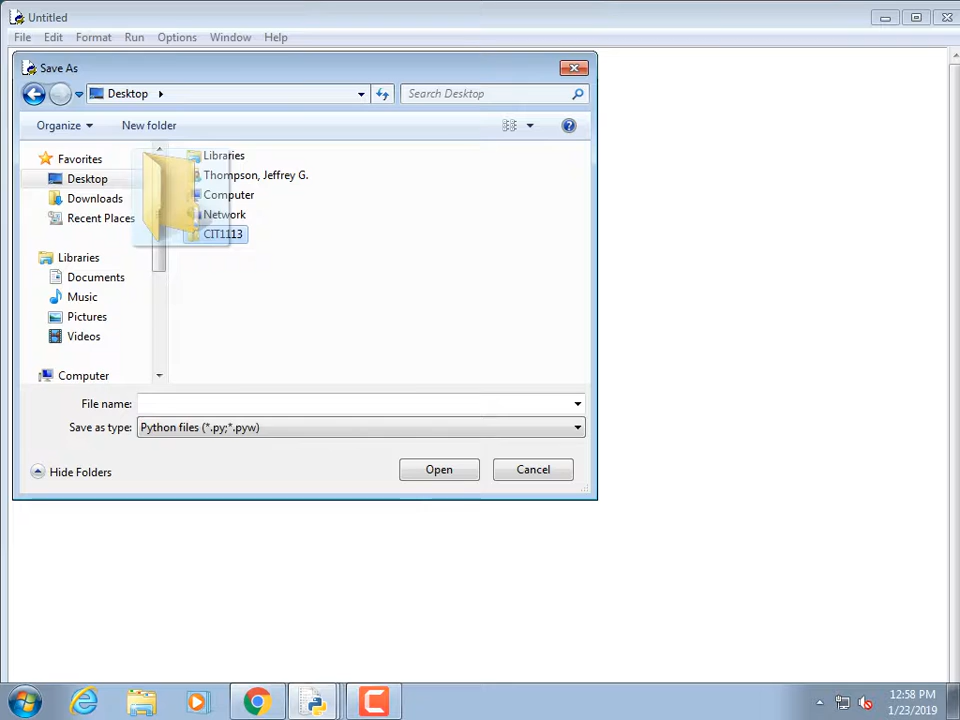 Untitled
File Edit Format Run Options Window Help
Save As
Desktop
Search Desktop
Organize New folder
Favorites
Desktop
Downloads
Recent Places
Libraries
Documents
Music
Pictures
Videos
Computer
Libraries
Thompson, Jeffrey G.
Computer
Network
CIT1113
File name:
Save as type: Python files (*.py;*.pyw)
Hide Folders Open Cancel
12:58 PM
1/23/2019